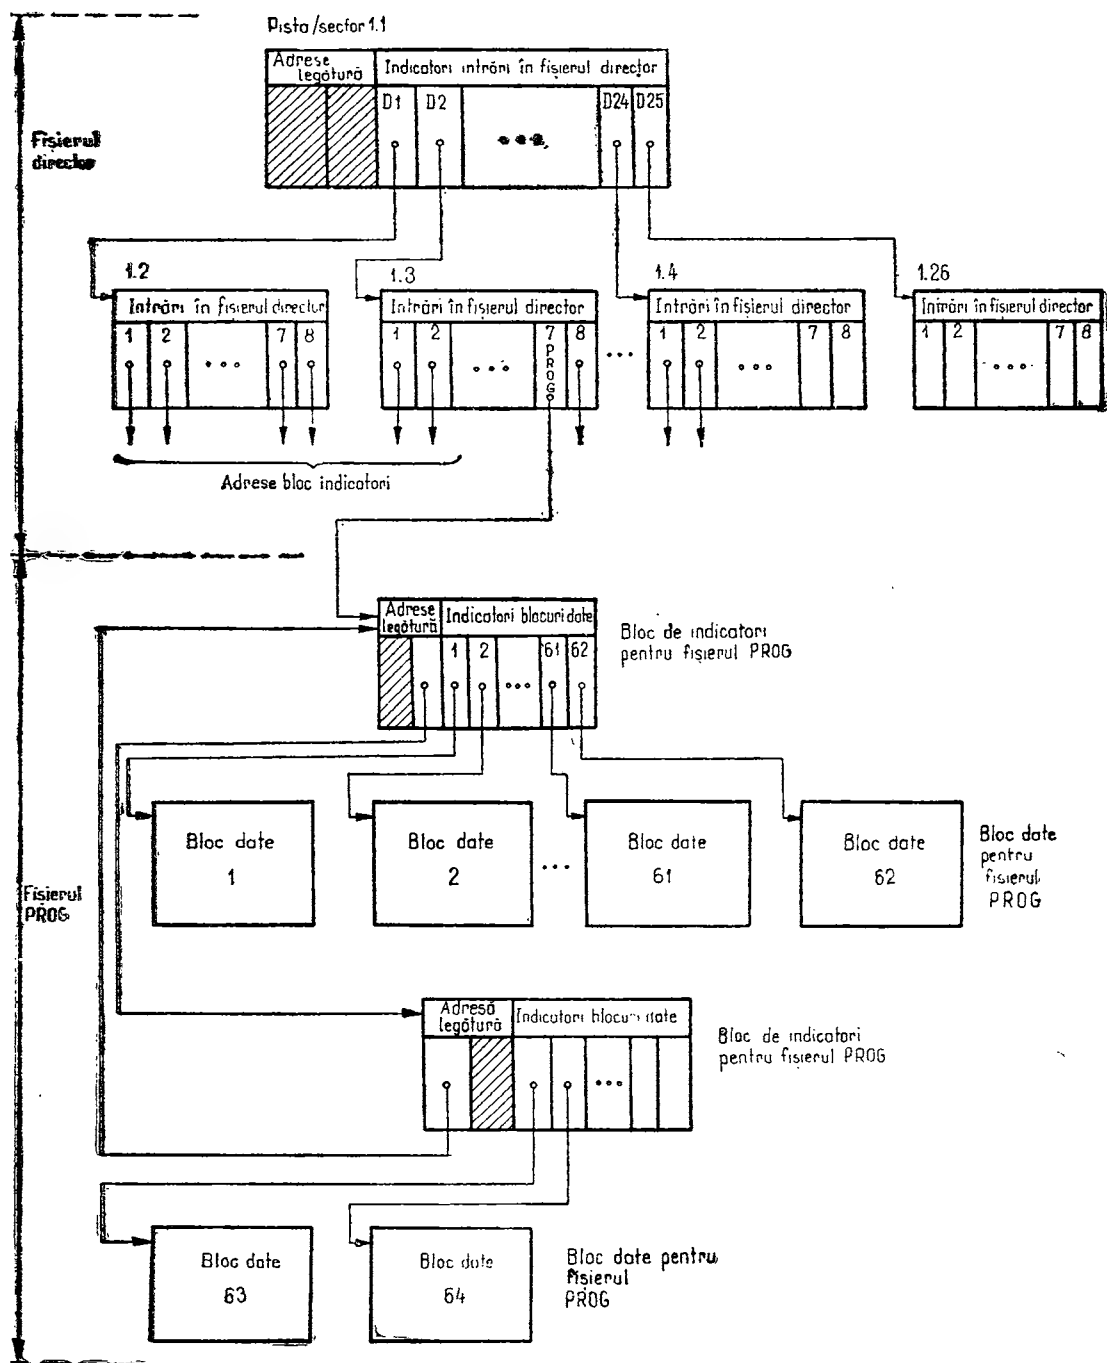 Pista/sector 1.1
Adrese legătură
Indicatori intrări în fișierul director
D1 D2 D24 D25
Fișierul
director
1.2
1.3
1.4
1.26
Intrări în fișierul director
Intrări în fișierul director
Intrări în fișierul director
Intrări în fișierul director
1 2 ... 7 8
1 2 ... 7 8
PROG
...
1 2 ... 7 8
1 2 ... 7 8
Adrese bloc indicatori
Adrese legătură
Indicatori blocuri date
1 2 ... 61 62
Bloc de indicatori
pentru fișierul PROG
Bloc date
1
Bloc date
2
...
Bloc date
61
Bloc date
62
Bloc date
pentru
fișierul
PROG
Fișierul
PROG
Adresă
legătură
Indicatori blocuri date
...
Bloc de indicatori
pentru fișierul PROG
Bloc date
63
Bloc date
64
Bloc date pentru
fișierul
PROG